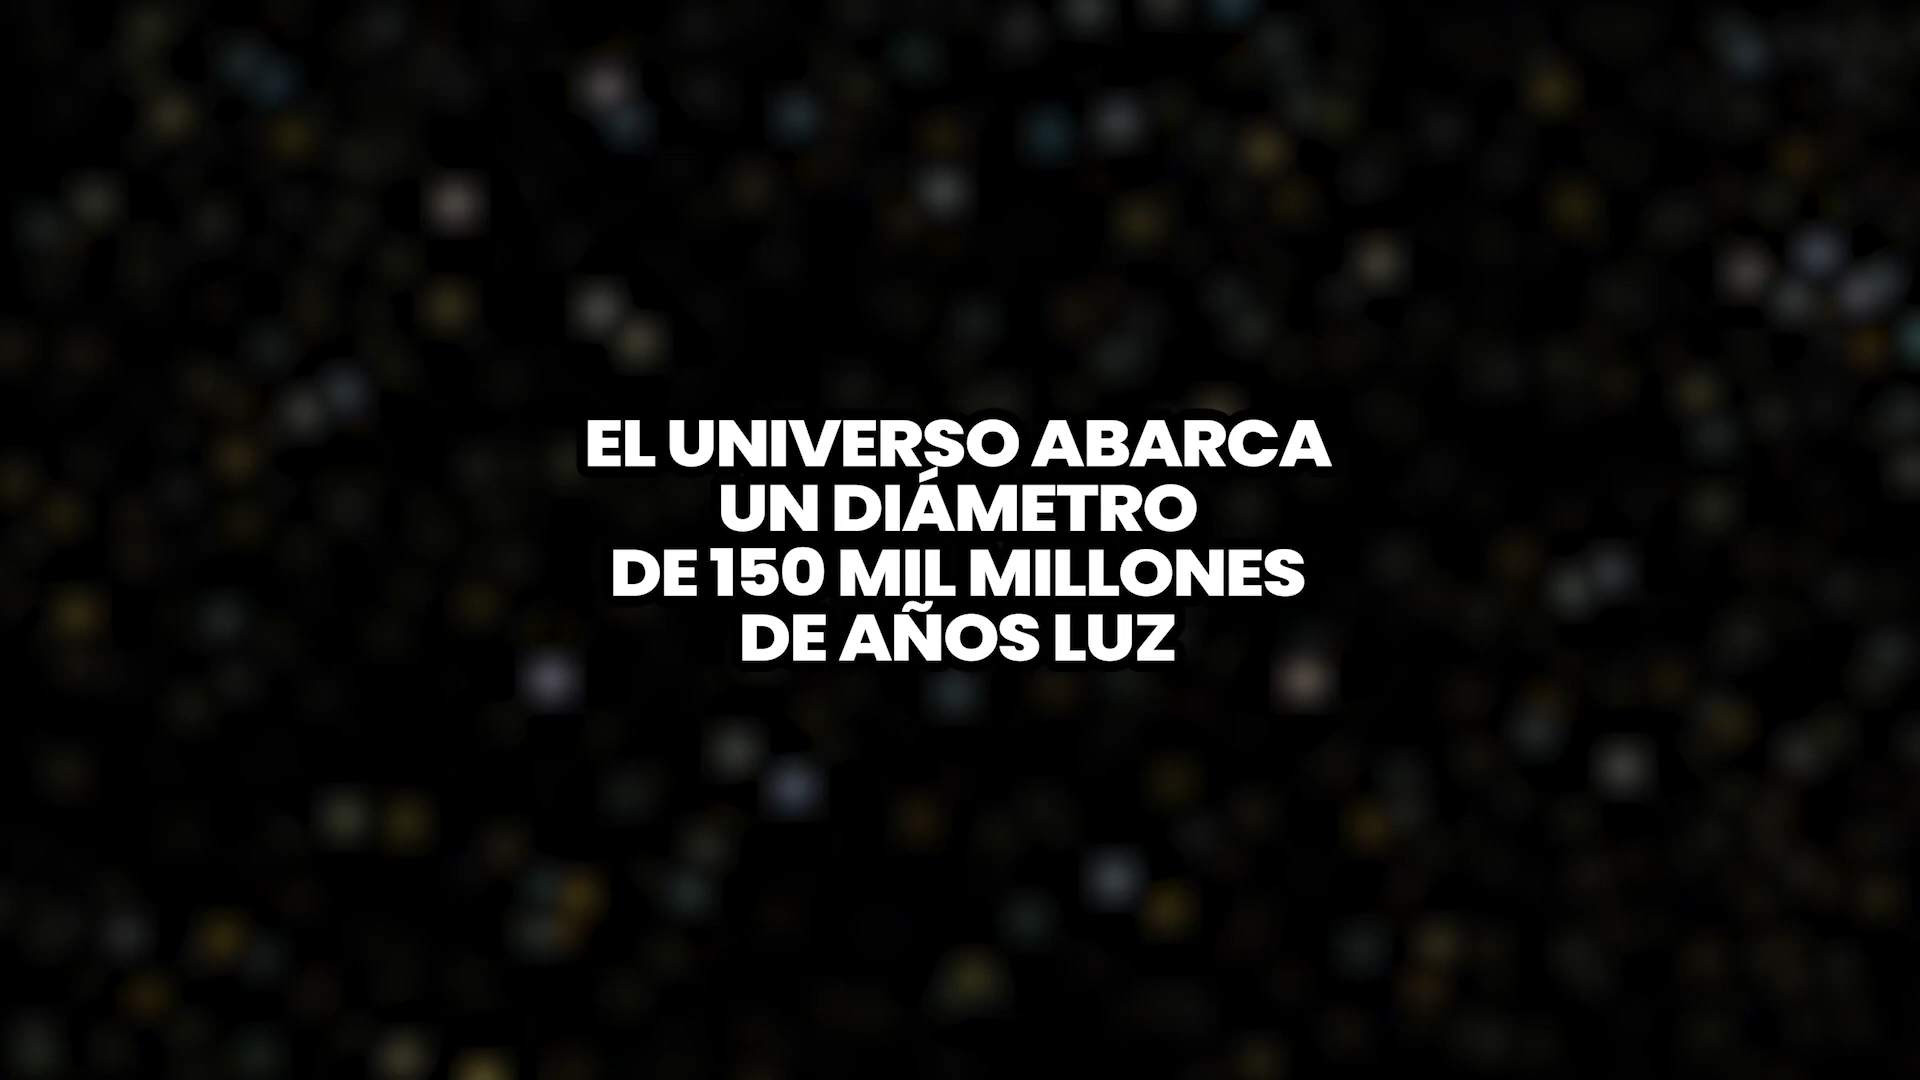 EL UNIVERSO ABARCA
UN DIÁMETRO
DE 150 MIL MILLONES
DE AÑOS LUZ